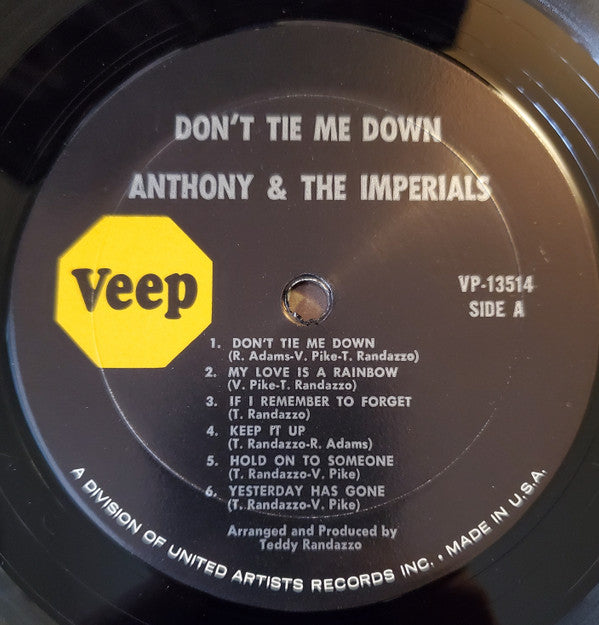 DON'T TIE ME DOWN
ANTHONY & THE IMPERIALS
Veep
VP-13514
SIDE A
1. DON'T TIE ME DOWN
(R. Adams-V. Pike-T. Randazzo)
2. MY LOVE IS A RAINBOW
(V. Pike-T. Randazzo)
3. IF I REMEMBER TO FORGET
(T. Randazzo)
4. KEEP IT UP
(T. Randazzo-R. Adams)
5. HOLD ON TO SOMEONE
(T. Randazzo-V. Pike)
6. YESTERDAY HAS GONE
(T. Randazzo-V. Pike)
Arranged and Produced by
Teddy Randazzo
A DIVISION OF UNITED ARTISTS RECORDS INC., MADE IN U.S.A.